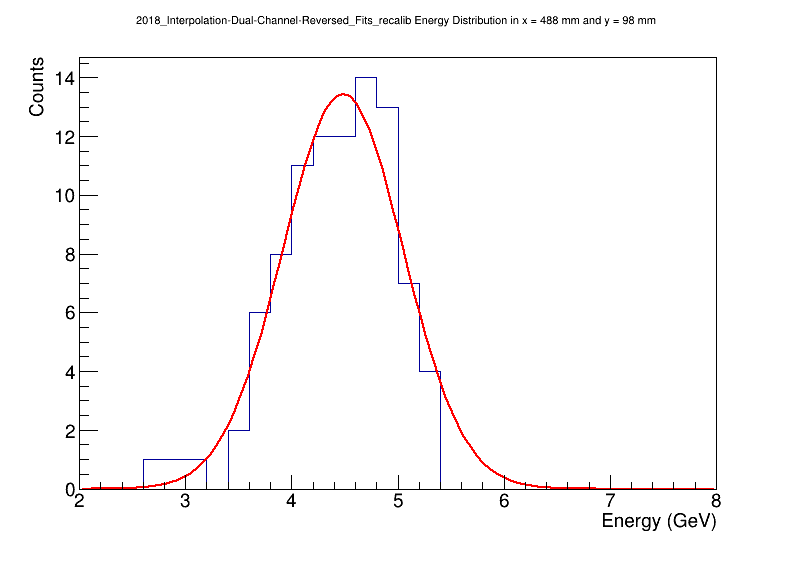 2018_Interpolation-Dual-Channel-Reversed_Fits_recalib Energy Distribution in x = 488 mm and y = 98 mm
Counts
14
12
10
8
6
4
2
0
2 3 4 5 6 7 8
Energy (GeV)